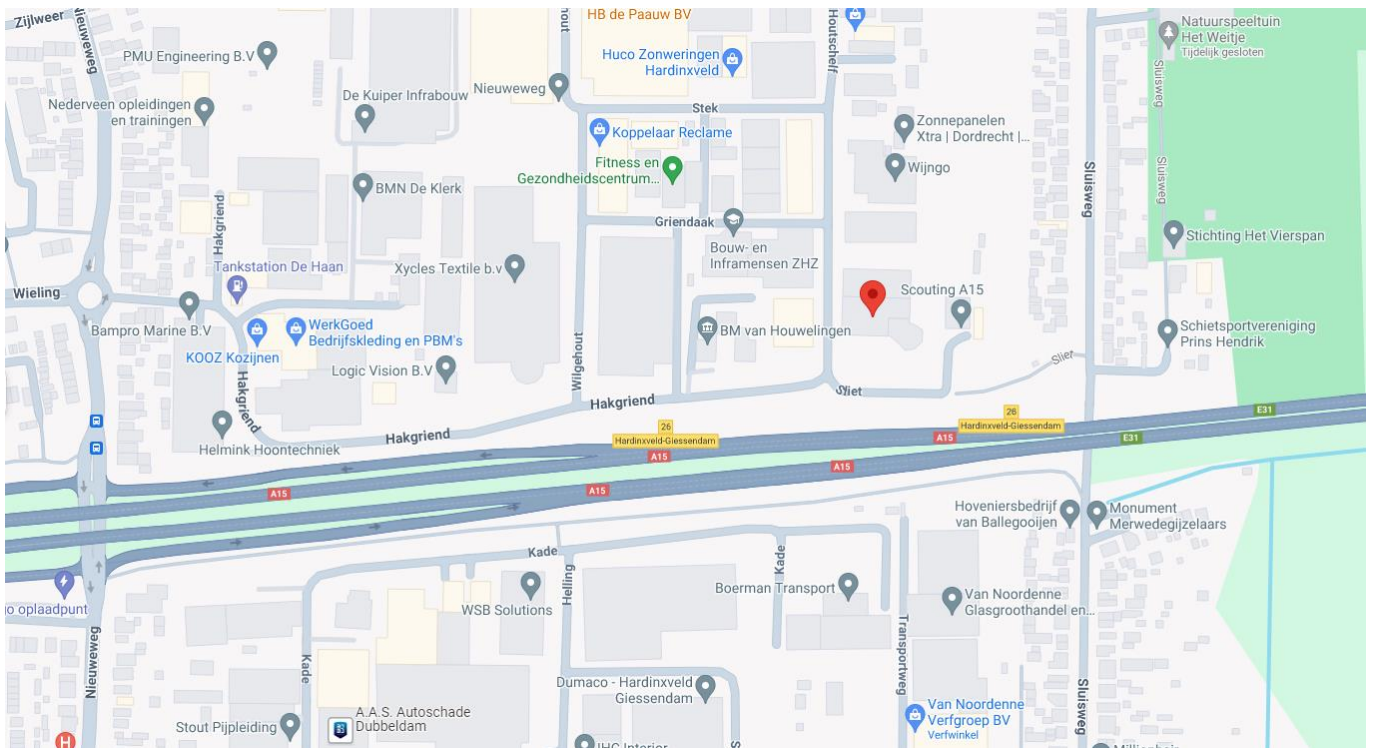 Zijlweer
Nieuweweg
PMU Engineering B.V
Nederveen opleidingen
en trainingen
De Kuiper Infrabouw
Nieuweweg
HB de Paauw BV
Huco Zonweringen
Hardinxveld
Houtschelf
Stek
Koppelaar Reclame
Fitness en
Gezondheidscentrum...
Zonnepanelen
Xtra | Dordrecht |...
Wijngo
Natuurspeeltuin
Het Weitje
Tijdelijk gesloten
Sluisweg
Sluisweg
Sluisweg
Stichting Het Vierspan
BMN De Klerk
Hakgriend
Griendaak
Bouw- en
Inframensen ZHZ
Tankstation De Haan
Xycles Textile b.v
Wieling
Bampro Marine B.V
WerkGoed
Bedrijfskleding en PBM's
KOOZ Kozijnen
Logic Vision B.V
Wilgehout
BM van Houwelingen
Scouting A15
Schietsportvereniging
Prins Hendrik
Slier
Sliet
Hakgriend
Hakgriend
Hakgriend
Helmink Hoontechniek
26
Hardinxveld-Giessendam
26
Hardinxveld-Giessendam
E31
E31
A15
A15
A15
A15
A15
Hoveniersbedrijf
van Ballegooijen
Monument
Merwedegijzelaars
Kade
Kade
Kade
Helling
WSB Solutions
Boerman Transport
Van Noordenne
Glasgroothandel en...
Transportweg
oplaadpunt
Nieuweweg
Dumaco - Hardinxveld
Giessendam
Stout Pijpleiding
A.A.S. Autoschade
Dubbeldam
Van Noordenne
Verfgroep BV
Verfwinkel
Sluisweg
H